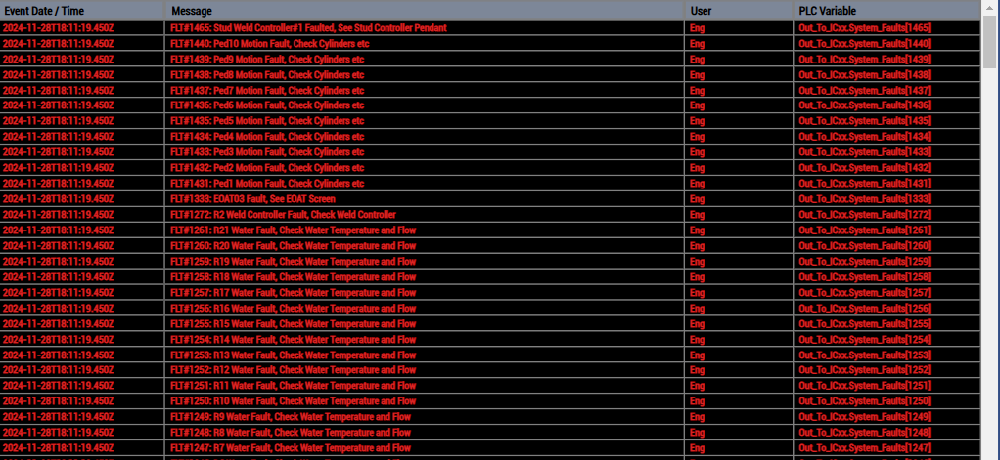 Event Date / Time Message User PLC Variable
2024-11-28T18:11:19.450Z FLT#1465: Stud Weld Controller#1 Faulted, See Stud Controller Pendant Eng Out_To_ICxx.System_Faults[1465]
2024-11-28T18:11:19.450Z FLT#1440: Ped10 Motion Fault, Check Cylinders etc Eng Out_To_ICxx.System_Faults[1440]
2024-11-28T18:11:19.450Z FLT#1439: Ped9 Motion Fault, Check Cylinders etc Eng Out_To_ICxx.System_Faults[1439]
2024-11-28T18:11:19.450Z FLT#1438: Ped8 Motion Fault, Check Cylinders etc Eng Out_To_ICxx.System_Faults[1438]
2024-11-28T18:11:19.450Z FLT#1437: Ped7 Motion Fault, Check Cylinders etc Eng Out_To_ICxx.System_Faults[1437]
2024-11-28T18:11:19.450Z FLT#1436: Ped6 Motion Fault, Check Cylinders etc Eng Out_To_ICxx.System_Faults[1436]
2024-11-28T18:11:19.450Z FLT#1435: Ped5 Motion Fault, Check Cylinders etc Eng Out_To_ICxx.System_Faults[1435]
2024-11-28T18:11:19.450Z FLT#1434: Ped4 Motion Fault, Check Cylinders etc Eng Out_To_ICxx.System_Faults[1434]
2024-11-28T18:11:19.450Z FLT#1433: Ped3 Motion Fault, Check Cylinders etc Eng Out_To_ICxx.System_Faults[1433]
2024-11-28T18:11:19.450Z FLT#1432: Ped2 Motion Fault, Check Cylinders etc Eng Out_To_ICxx.System_Faults[1432]
2024-11-28T18:11:19.450Z FLT#1431: Ped1 Motion Fault, Check Cylinders etc Eng Out_To_ICxx.System_Faults[1431]
2024-11-28T18:11:19.450Z FLT#1333: EOAT03 Fault, See EOAT Screen Eng Out_To_ICxx.System_Faults[1333]
2024-11-28T18:11:19.450Z FLT#1272: R2 Weld Controller Fault, Check Weld Controller Eng Out_To_ICxx.System_Faults[1272]
2024-11-28T18:11:19.450Z FLT#1261: R21 Water Fault, Check Water Temperature and Flow Eng Out_To_ICxx.System_Faults[1261]
2024-11-28T18:11:19.450Z FLT#1260: R20 Water Fault, Check Water Temperature and Flow Eng Out_To_ICxx.System_Faults[1260]
2024-11-28T18:11:19.450Z FLT#1259: R19 Water Fault, Check Water Temperature and Flow Eng Out_To_ICxx.System_Faults[1259]
2024-11-28T18:11:19.450Z FLT#1258: R18 Water Fault, Check Water Temperature and Flow Eng Out_To_ICxx.System_Faults[1258]
2024-11-28T18:11:19.450Z FLT#1257: R17 Water Fault, Check Water Temperature and Flow Eng Out_To_ICxx.System_Faults[1257]
2024-11-28T18:11:19.450Z FLT#1256: R16 Water Fault, Check Water Temperature and Flow Eng Out_To_ICxx.System_Faults[1256]
2024-11-28T18:11:19.450Z FLT#1255: R15 Water Fault, Check Water Temperature and Flow Eng Out_To_ICxx.System_Faults[1255]
2024-11-28T18:11:19.450Z FLT#1254: R14 Water Fault, Check Water Temperature and Flow Eng Out_To_ICxx.System_Faults[1254]
2024-11-28T18:11:19.450Z FLT#1253: R13 Water Fault, Check Water Temperature and Flow Eng Out_To_ICxx.System_Faults[1253]
2024-11-28T18:11:19.450Z FLT#1252: R12 Water Fault, Check Water Temperature and Flow Eng Out_To_ICxx.System_Faults[1252]
2024-11-28T18:11:19.450Z FLT#1251: R11 Water Fault, Check Water Temperature and Flow Eng Out_To_ICxx.System_Faults[1251]
2024-11-28T18:11:19.450Z FLT#1250: R10 Water Fault, Check Water Temperature and Flow Eng Out_To_ICxx.System_Faults[1250]
2024-11-28T18:11:19.450Z FLT#1249: R9 Water Fault, Check Water Temperature and Flow Eng Out_To_ICxx.System_Faults[1249]
2024-11-28T18:11:19.450Z FLT#1248: R8 Water Fault, Check Water Temperature and Flow Eng Out_To_ICxx.System_Faults[1248]
2024-11-28T18:11:19.450Z FLT#1247: R7 Water Fault, Check Water Temperature and Flow Eng Out_To_ICxx.System_Faults[1247]